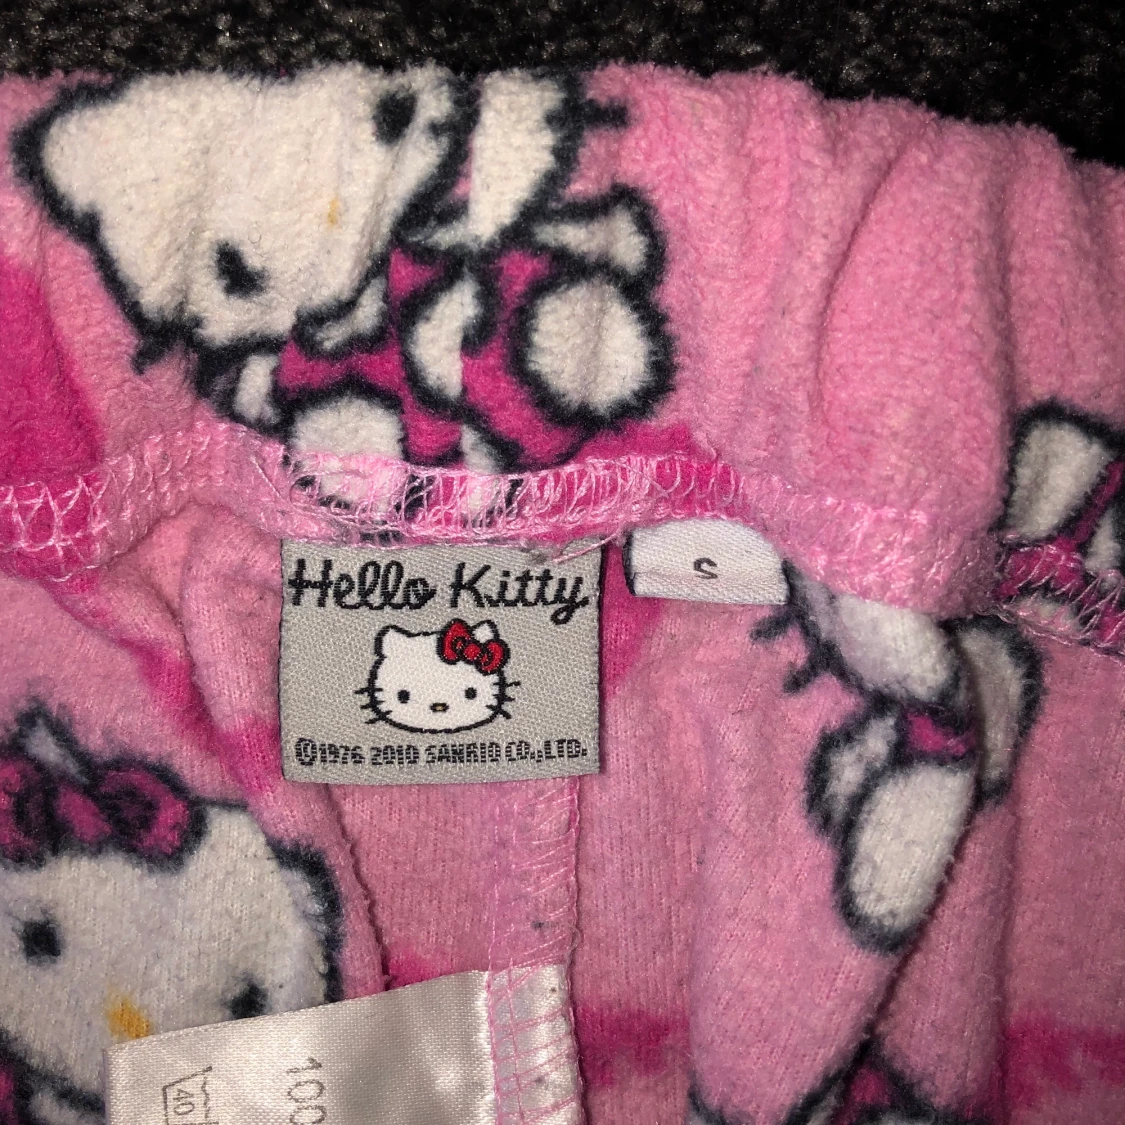 Hello Kitty
©1976 2010 SANRIO CO.,LTD.
S
100
40